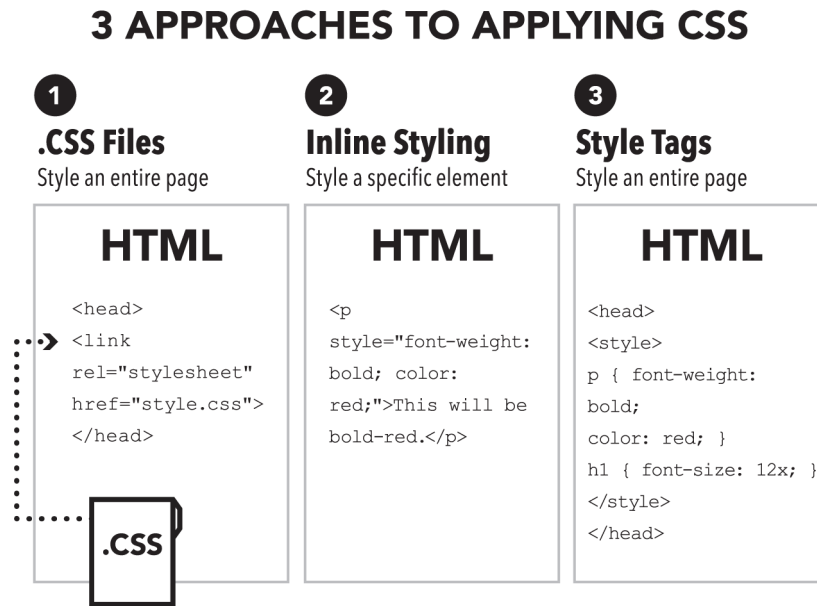 3 APPROACHES TO APPLYING CSS
1
.CSS Files
Style an entire page
HTML
<head>
<link
rel="stylesheet"
href="style.css">
</head>
.CSS
2
Inline Styling
Style a specific element
HTML
<p
style="font-weight:
bold; color:
red;">This will be
bold-red.</p>
3
Style Tags
Style an entire page
HTML
<head>
<style>
p { font-weight:
bold;
color: red; }
h1 { font-size: 12x; }
</style>
</head>